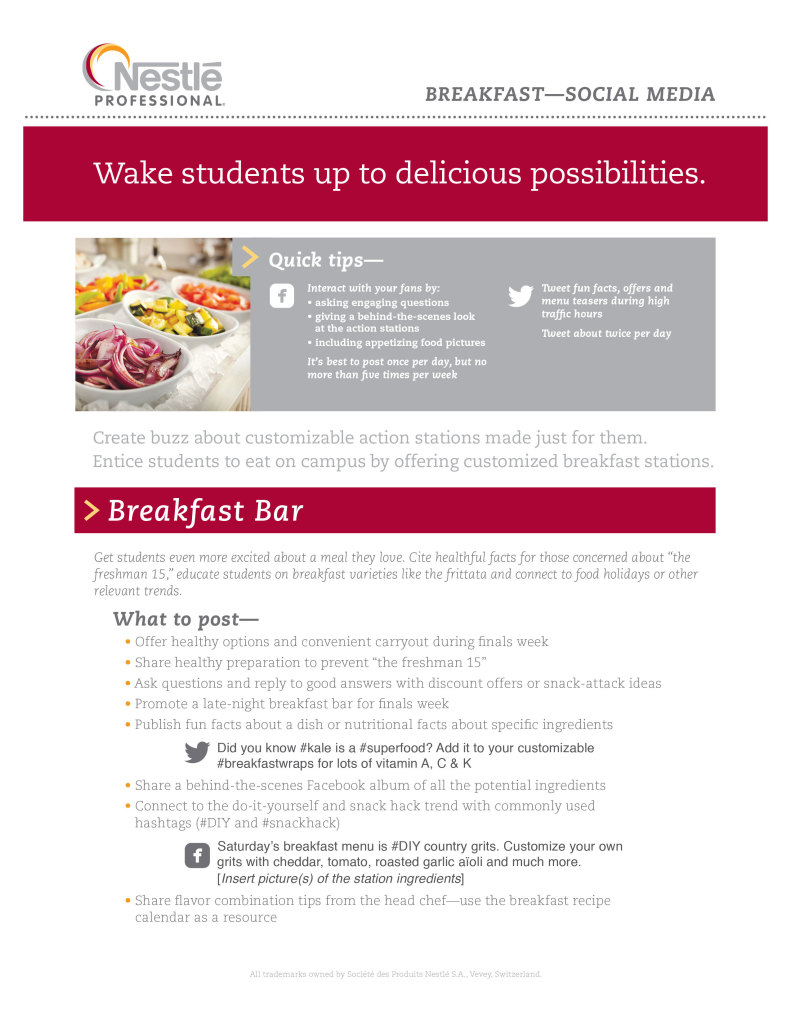 Nestlé
PROFESSIONAL®
BREAKFAST—SOCIAL MEDIA
Wake students up to delicious possibilities.
Quick tips—
Interact with your fans by:
• asking engaging questions
• giving a behind-the-scenes look
at the action stations
• including appetizing food pictures
It's best to post once per day, but no
more than five times per week
Tweet fun facts, offers and
menu teasers during high
traffic hours
Tweet about twice per day
Create buzz about customizable action stations made just for them.
Entice students to eat on campus by offering customized breakfast stations.
Breakfast Bar
Get students even more excited about a meal they love. Cite healthful facts for those concerned about "the
freshman 15," educate students on breakfast varieties like the frittata and connect to food holidays or other
relevant trends.
What to post—
• Offer healthy options and convenient carryout during finals week
• Share healthy preparation to prevent "the freshman 15"
• Ask questions and reply to good answers with discount offers or snack-attack ideas
• Promote a late-night breakfast bar for finals week
• Publish fun facts about a dish or nutritional facts about specific ingredients
Did you know #kale is a #superfood? Add it to your customizable
#breakfastwraps for lots of vitamin A, C & K
• Share a behind-the-scenes Facebook album of all the potential ingredients
• Connect to the do-it-yourself and snack hack trend with commonly used
hashtags (#DIY and #snackhack)
Saturday's breakfast menu is #DIY country grits. Customize your own
grits with cheddar, tomato, roasted garlic aïoli and much more.
[Insert picture(s) of the station ingredients]
• Share flavor combination tips from the head chef—use the breakfast recipe
calendar as a resource
All trademarks owned by Société des Produits Nestlé S.A., Vevey, Switzerland.